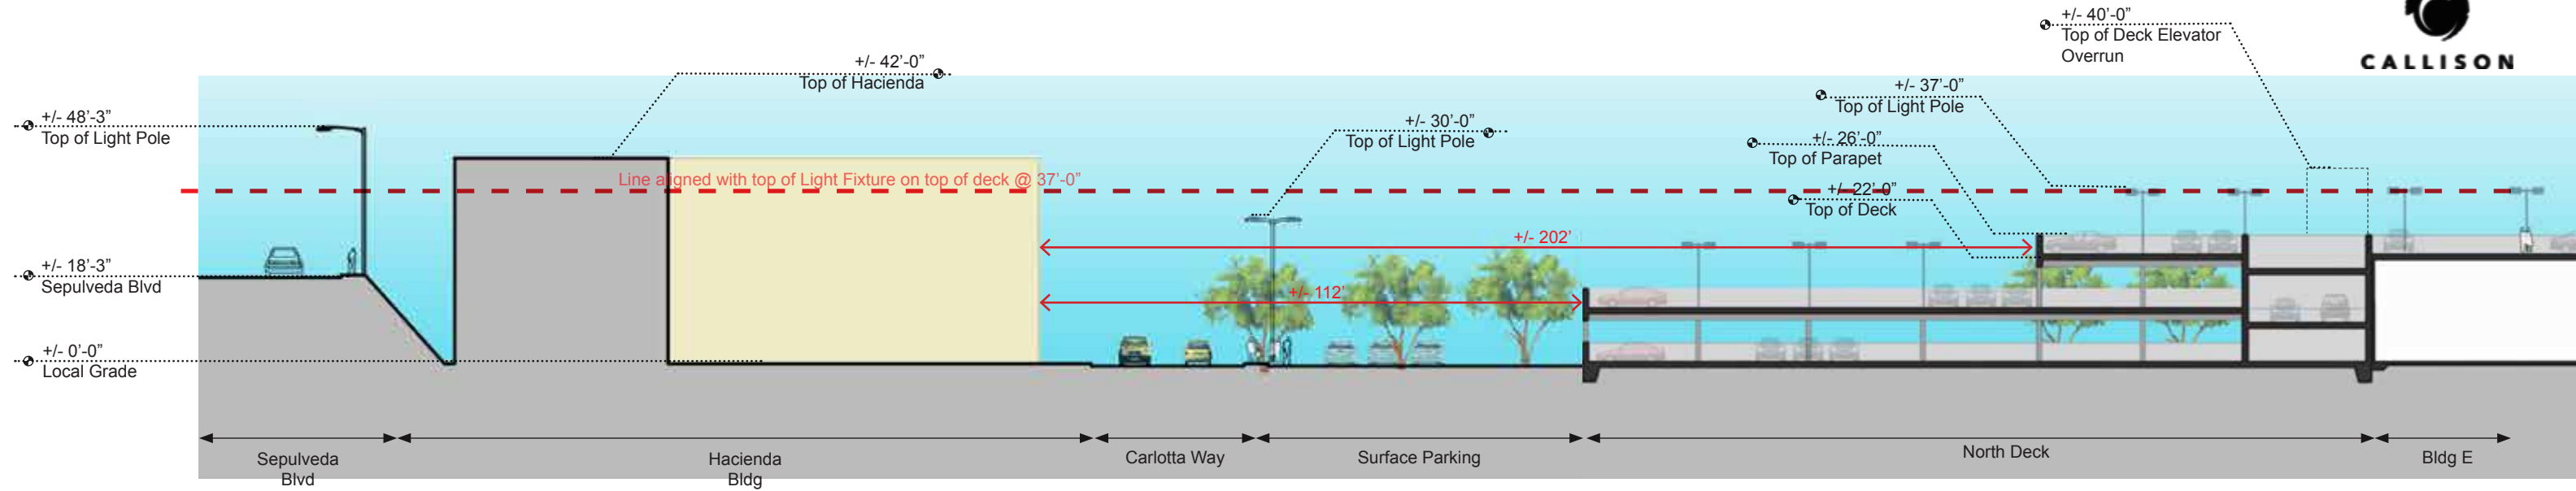 +/- 40'-0"
Top of Deck Elevator
Overrun
CALLISON
+/- 42'-0"
Top of Hacienda
+/- 37'-0"
Top of Light Pole
+/- 48'-3"
Top of Light Pole
+/- 30'-0"
Top of Light Pole
+/- 26'-0"
Top of Parapet
Line aligned with top of Light Fixture on top of deck @ 37'-0"
+/- 22'-0"
Top of Deck
+/- 202'
+/- 18'-3"
Sepulveda Blvd
+/- 112'
+/- 0'-0"
Local Grade
Sepulveda
Blvd
Hacienda
Bldg
Carlotta Way
Surface Parking
North Deck
Bldg E